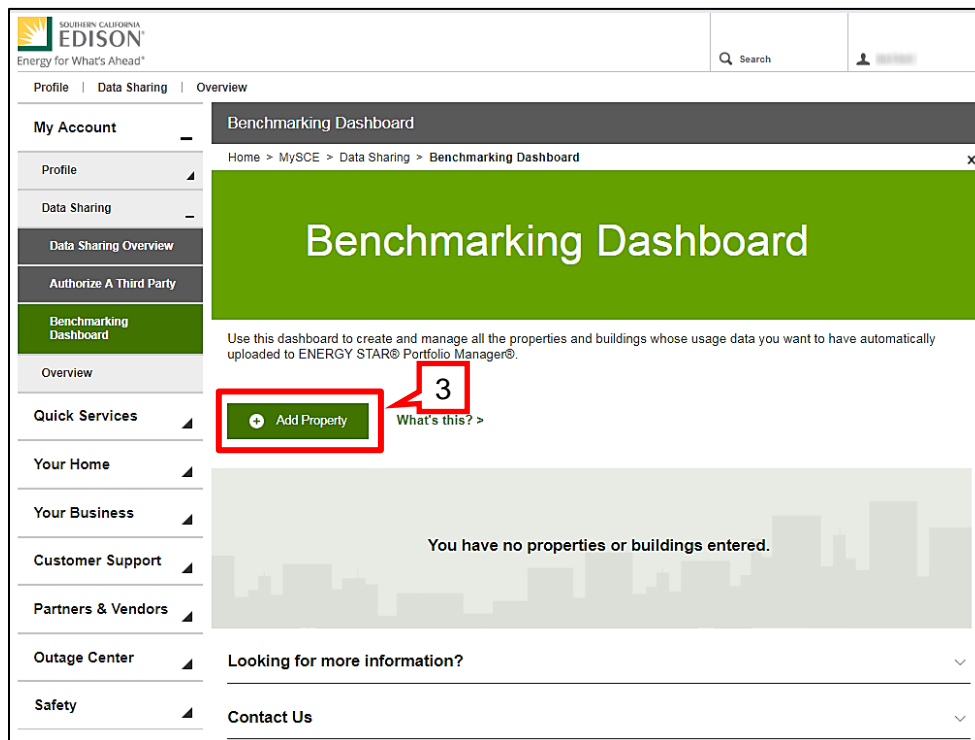 SOUTHERN CALIFORNIA
EDISON®
Energy for What's Ahead®
Search
Profile | Data Sharing | Overview
My Account
Profile
Data Sharing
Data Sharing Overview
Authorize A Third Party
Benchmarking
Dashboard
Overview
Quick Services
Your Home
Your Business
Customer Support
Partners & Vendors
Outage Center
Safety
Benchmarking Dashboard
Home > MySCE > Data Sharing > Benchmarking Dashboard
x
Benchmarking Dashboard
Use this dashboard to create and manage all the properties and buildings whose usage data you want to have automatically
uploaded to ENERGY STAR® Portfolio Manager®.
3
Add Property
What's this? >
You have no properties or buildings entered.
Looking for more information?
Contact Us